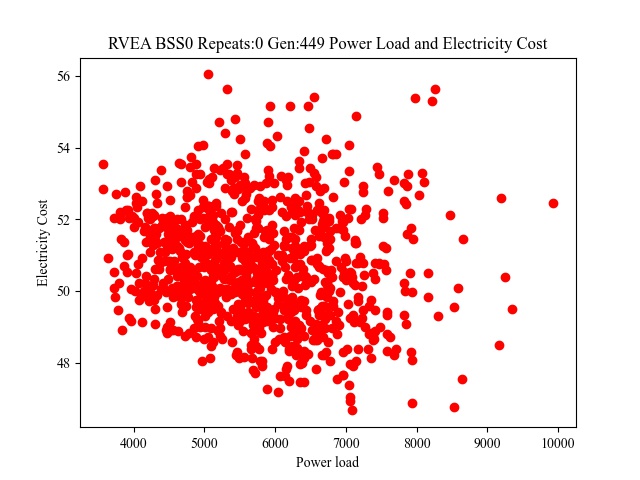 RVEA BSS0 Repeats:0 Gen:449 Power Load and Electricity Cost
56
54
52
50
48
Electricity Cost
4000 5000 6000 7000 8000 9000 10000
Power load